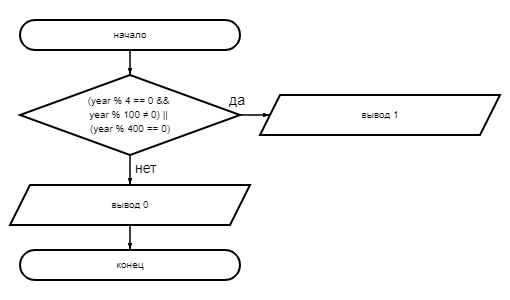 начало
(year % 4 == 0 &&
year % 100 ≠ 0) ||
(year % 400 == 0)
да
вывод 1
нет
вывод 0
конец